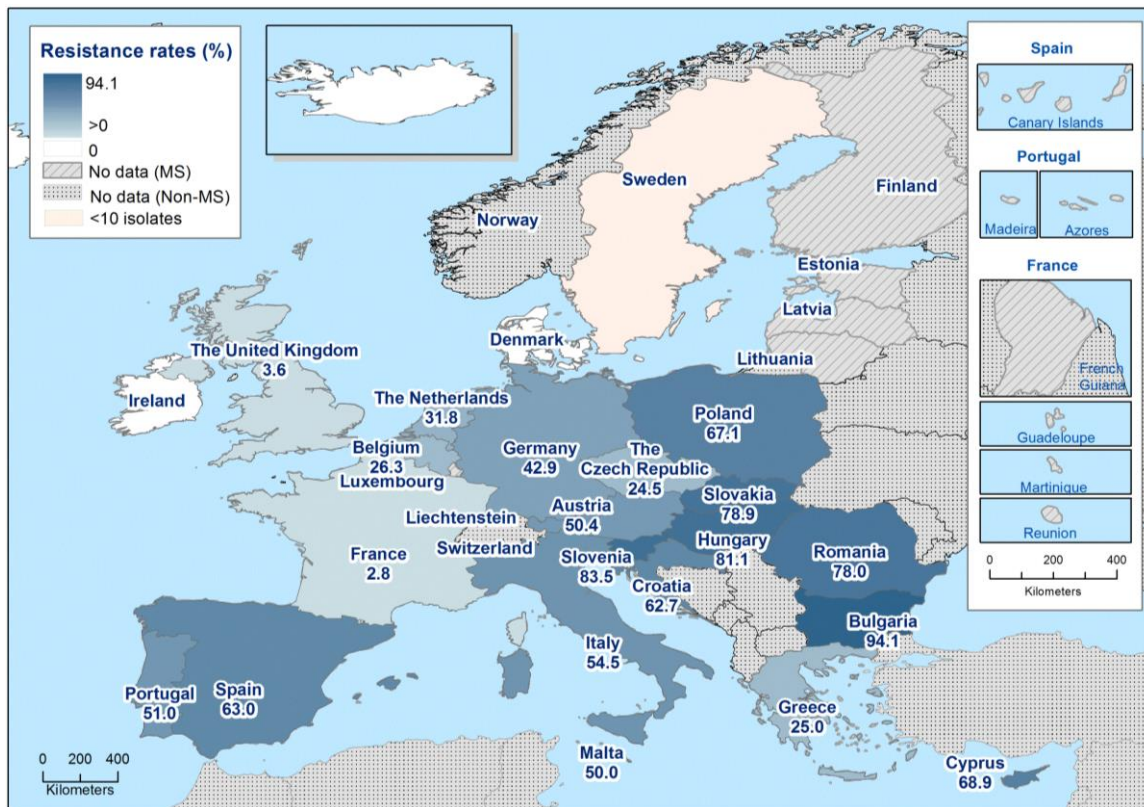 Resistance rates (%)
94.1
>0
0
No data (MS)
No data (Non-MS)
<10 isolates
Spain
Canary Islands
Portugal
Madeira
Azores
France
French
Guiana
Guadeloupe
Martinique
Reunion
0 200 400
Kilometers
Sweden
Finland
Norway
Estonia
Latvia
Denmark
Lithuania
The United Kingdom
3.6
Ireland
The Netherlands
31.8
Poland
67.1
Belgium
26.3
Germany
42.9
The
Czech Republic
24.5
Luxembourg
Slovakia
78.9
Austria
50.4
Liechtenstein
Switzerland
Hungary
81.1
Slovenia
83.5
Romania
78.0
France
2.8
Croatia
62.7
Bulgaria
94.1
Italy
54.5
Portugal
51.0
Spain
63.0
Greece
25.0
Malta
50.0
Cyprus
68.9
0 200 400
Kilometers